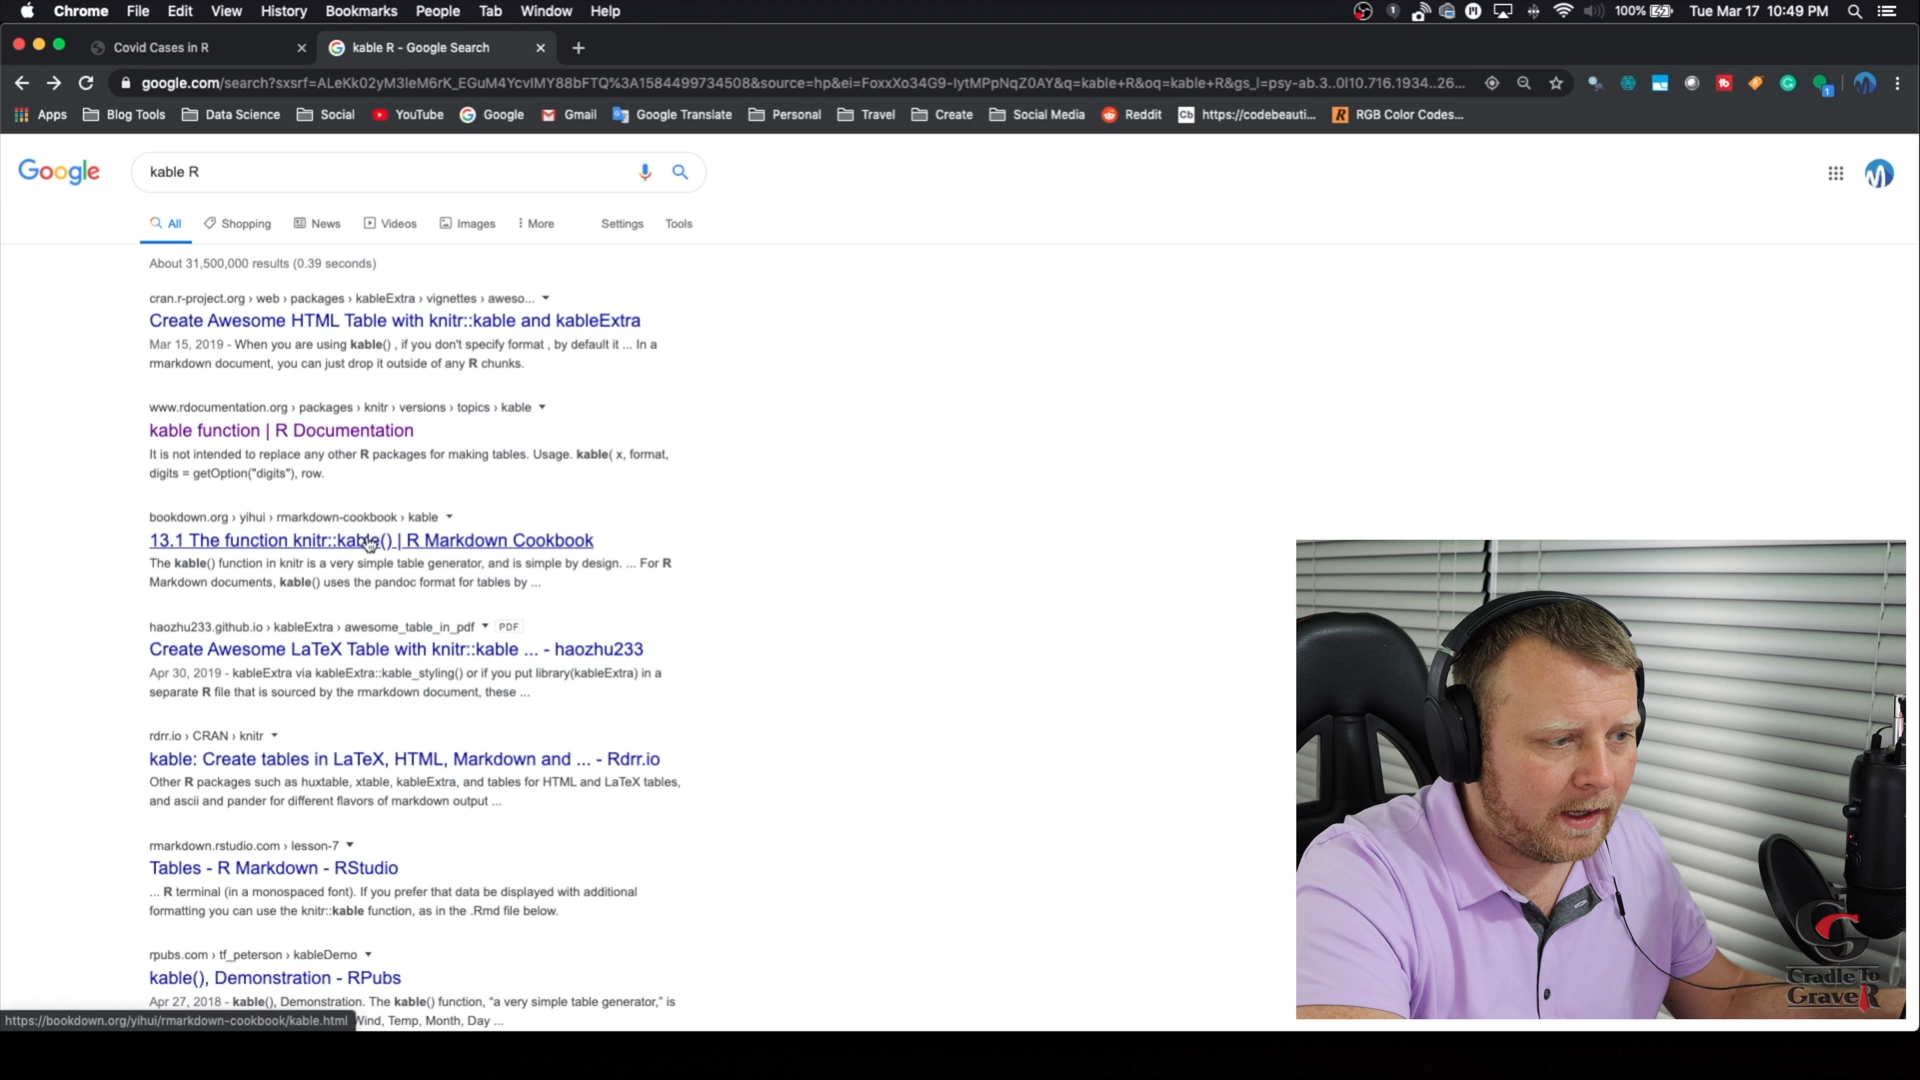 Chrome File Edit View History Bookmarks People Tab Window Help 1 100% Tue Mar 17 10:49 PM
Covid Cases in R kable R - Google Search
google.com/search?sxsrf=ALeKk02yM3leM6rK_EGuM4YcvIMY88bFTQ%3A1584499734508&source=hp&ei=FoxxXo34G9-IytMPpNqZ0AY&q=kable+R&oq=kable+R&gs_l=psy-ab.3..0l10.716.1934..26...
Apps Blog Tools Data Science Social YouTube Google Gmail Google Translate Personal Travel Create Social Media Reddit Cb https://codebeauti... R RGB Color Codes...
Google kable R
All Shopping News Videos Images More Settings Tools
About 31,500,000 results (0.39 seconds)
cran.r-project.org › web › packages › kableExtra › vignettes › aweso...
Create Awesome HTML Table with knitr::kable and kableExtra
Mar 15, 2019 - When you are using kable() , if you don't specify format , by default it ... In a
rmarkdown document, you can just drop it outside of any R chunks.
www.rdocumentation.org › packages › knitr › versions › topics › kable
kable function | R Documentation
It is not intended to replace any other R packages for making tables. Usage. kable( x, format,
digits = getOption("digits"), row.
bookdown.org › yihui › rmarkdown-cookbook › kable
13.1 The function knitr::kable() | R Markdown Cookbook
The kable() function in knitr is a very simple table generator, and is simple by design. ... For R
Markdown documents, kable() uses the pandoc format for tables by ...
haozhu233.github.io › kableExtra › awesome_table_in_pdf PDF
Create Awesome LaTeX Table with knitr::kable ... - haozhu233
Apr 30, 2019 - kableExtra via kableExtra::kable_styling() or if you put library(kableExtra) in a
separate R file that is sourced by the rmarkdown document, these ...
rdrr.io › CRAN › knitr
kable: Create tables in LaTeX, HTML, Markdown and ... - Rdrr.io
Other R packages such as huxtable, xtable, kableExtra, and tables for HTML and LaTeX tables,
and ascii and pander for different flavors of markdown output ...
rmarkdown.rstudio.com › lesson-7
Tables - R Markdown - RStudio
... R terminal (in a monospaced font). If you prefer that data be displayed with additional
formatting you can use the knitr::kable function, as in the .Rmd file below.
rpubs.com › tf_peterson › kableDemo
kable(), Demonstration - RPubs
Apr 27, 2018 - kable(), Demonstration. The kable() function, "a very simple table generator," is
https://bookdown.org/yihui/rmarkdown-cookbook/kable.html Wind, Temp, Month, Day ...
Cradle To
GraveR